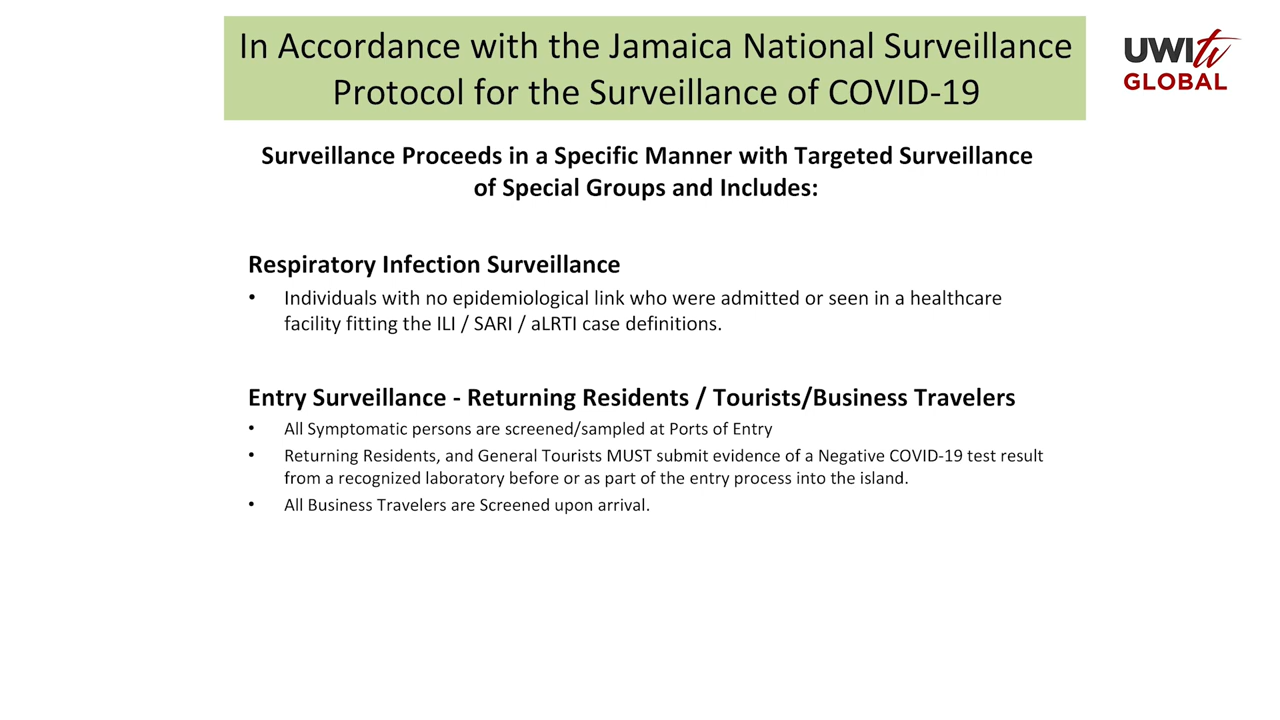 In Accordance with the Jamaica National Surveillance
Protocol for the Surveillance of COVID-19
UWItv
GLOBAL
Surveillance Proceeds in a Specific Manner with Targeted Surveillance
of Special Groups and Includes:
Respiratory Infection Surveillance
• Individuals with no epidemiological link who were admitted or seen in a healthcare
facility fitting the ILI / SARI / aLRTI case definitions.
Entry Surveillance - Returning Residents / Tourists/Business Travelers
• All Symptomatic persons are screened/sampled at Ports of Entry
• Returning Residents, and General Tourists MUST submit evidence of a Negative COVID-19 test result
from a recognized laboratory before or as part of the entry process into the island.
• All Business Travelers are Screened upon arrival.